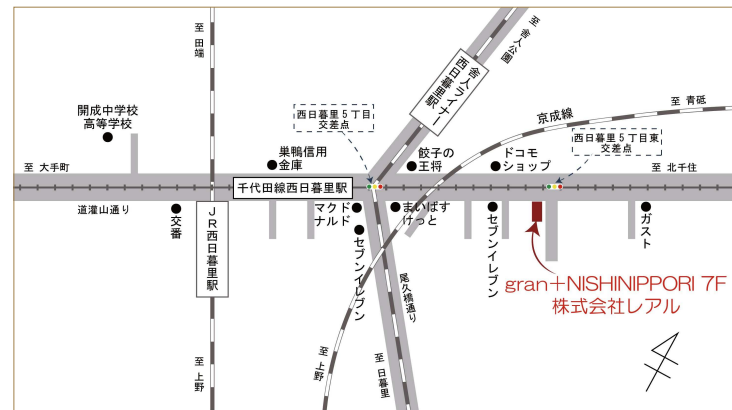 至 田端
至 舎人公園
舎人ライナー
西日暮里駅
開成中学校
高等学校
西日暮里5丁目
交差点
京成線
至 青砥
西日暮里5丁目東
交差点
巣鴨信用
金庫
餃子の
王将
ドコモ
ショップ
至 大手町
至 北千住
千代田線西日暮里駅
道灌山通り
交番
JR西日暮里駅
マクド
ナルド
セブンイレブン
まいばす
けっと
セブンイレブン
ガスト
尾久橋通り
gran+NISHINIPPORI 7F
株式会社レアル
至 上野
至 上野
至 日暮里